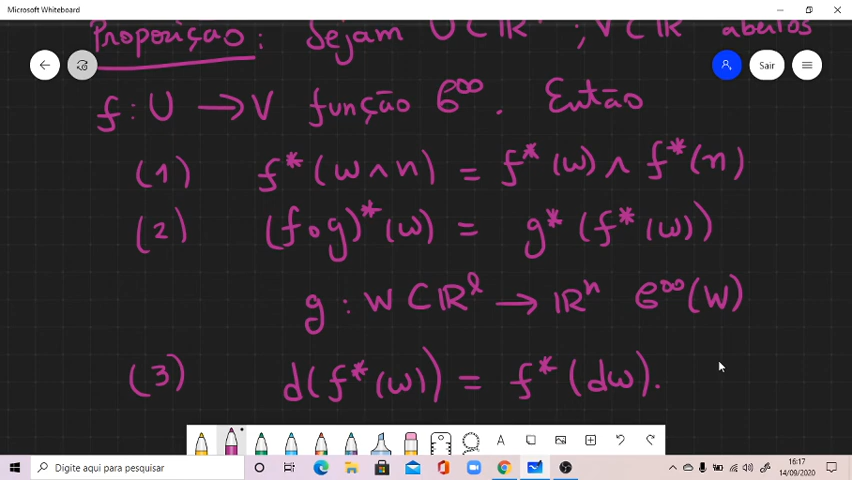 Microsoft Whiteboard
Proposição: Sejam U ⊂ ℝ ; V ⊂ ℝ abertos
Sair
f: U → V função C^∞. Então
(1) f*(w ∧ n) = f*(w) ∧ f*(n)
(2) (f∘g)*(w) = g*(f*(w))
g: W ⊂ ℝ^l → ℝ^n C^∞(W)
(3) d(f*(w)) = f*(dw).
A
Digite aqui para pesquisar
16:17
14/09/2020